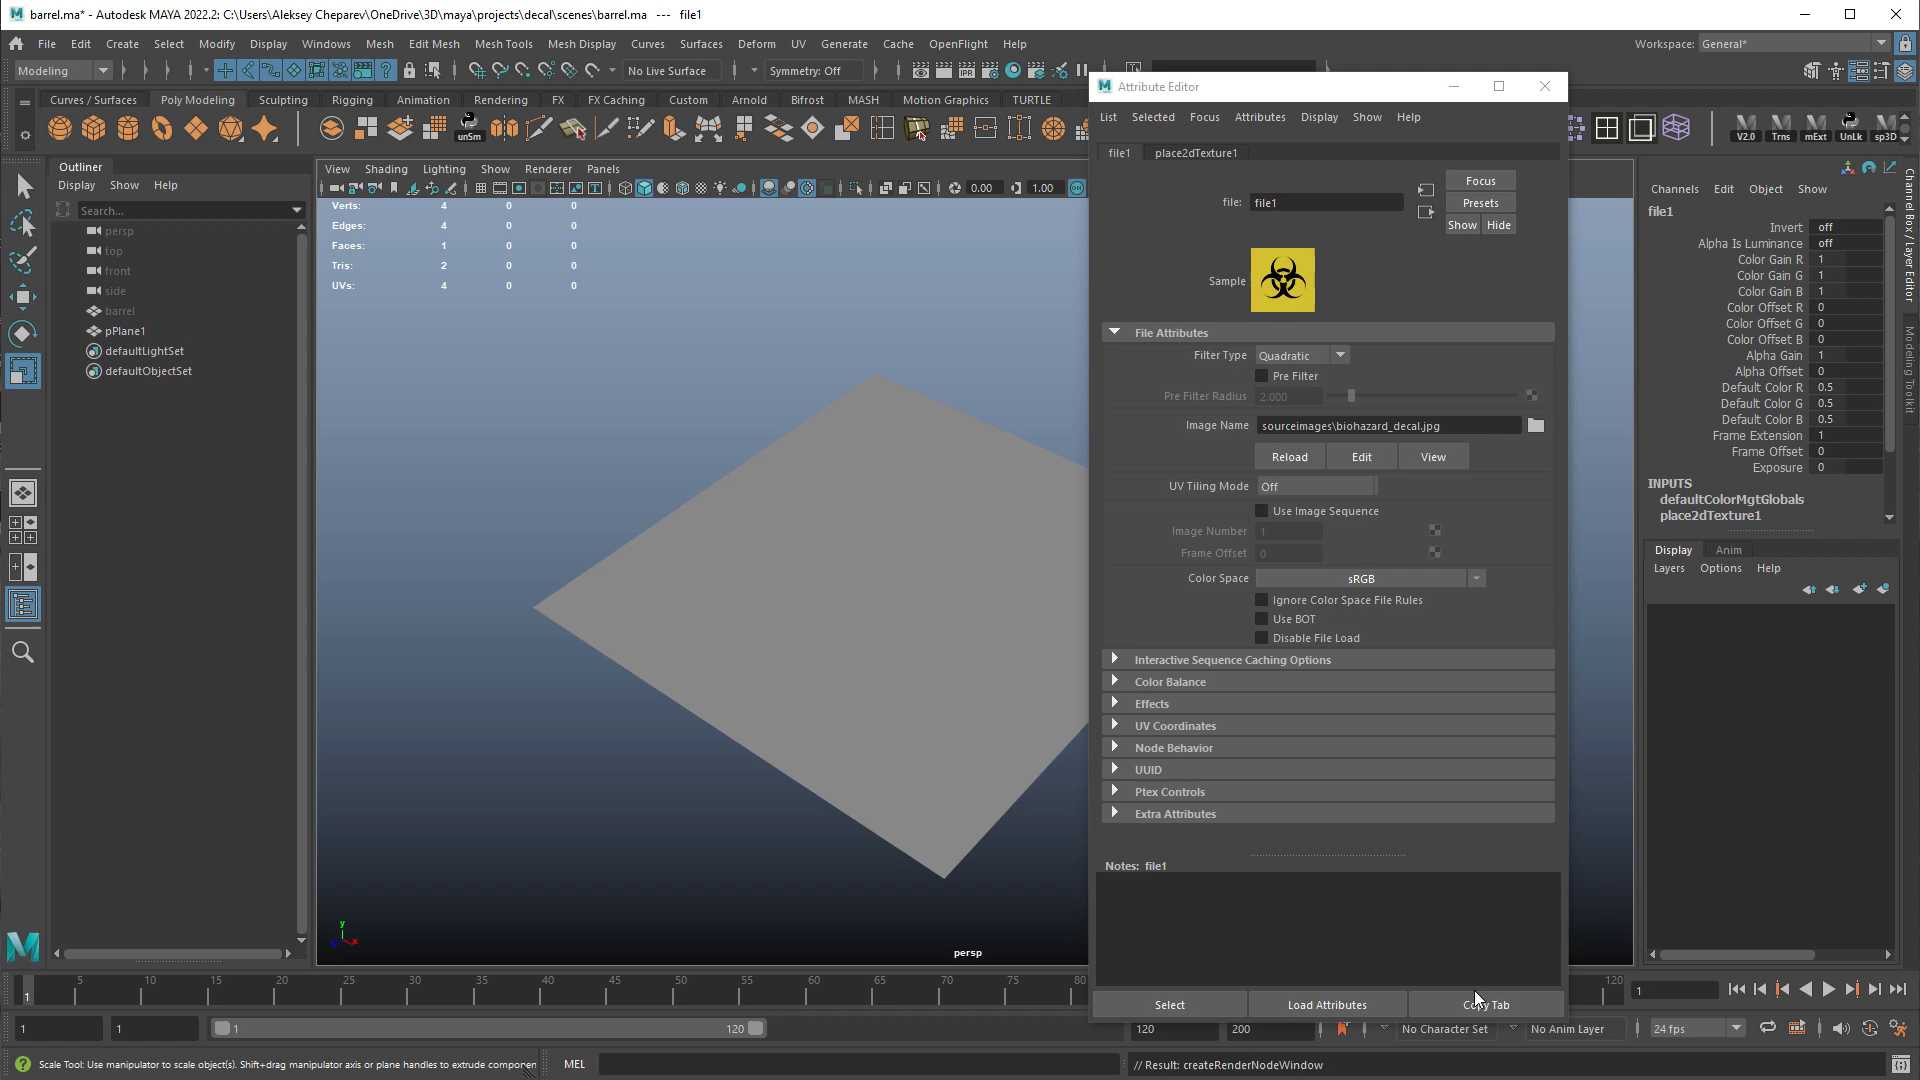 barrel.ma* - Autodesk MAYA 2022.2: C:\Users\Aleksey Cheparev\OneDrive\3D\maya\projects\decal\scenes\barrel.ma --- file1
File Edit Create Select Modify Display Windows Mesh Edit Mesh Mesh Tools Mesh Display Curves Surfaces Deform UV Generate Cache OpenFlight Help
Workspace: General*
Modeling No Live Surface Symmetry: Off
Curves / Surfaces Poly Modeling Sculpting Rigging Animation Rendering FX FX Caching Custom Arnold Bifrost MASH Motion Graphics TURTLE
unSm IPR V2.0 Trns mExt UnLk sp3D
Outliner
Display Show Help
Search...
persp
top
front
side
barrel
pPlane1
defaultLightSet
defaultObjectSet
View Shading Lighting Show Renderer Panels
0.00 1.00
Verts: 4 0 0
Edges: 4 0 0
Faces: 1 0 0
Tris: 2 0 0
UVs: 4 0 0
y
x
persp
Attribute Editor
List Selected Focus Attributes Display Show Help
file1 place2dTexture1
Focus
file: file1
Presets
Show Hide
Sample
File Attributes
Filter Type Quadratic
Pre Filter
Pre Filter Radius 2.000
Image Name sourceimages\biohazard_decal.jpg
Reload Edit View
UV Tiling Mode Off
Use Image Sequence
Image Number 1
Frame Offset 0
Color Space sRGB
Ignore Color Space File Rules
Use BOT
Disable File Load
Interactive Sequence Caching Options
Color Balance
Effects
UV Coordinates
Node Behavior
UUID
Ptex Controls
Extra Attributes
Notes: file1
Select Load Attributes Copy Tab
Channels Edit Object Show
file1
Invert off
Alpha Is Luminance off
Color Gain R 1
Color Gain G 1
Color Gain B 1
Color Offset R 0
Color Offset G 0
Color Offset B 0
Alpha Gain 1
Alpha Offset 0
Default Color R 0.5
Default Color G 0.5
Default Color B 0.5
Frame Extension 1
Frame Offset 0
Exposure 0
INPUTS
defaultColorMgtGlobals
place2dTexture1
Display Anim
Layers Options Help
Channel Box / Layer Editor
Modeling Toolkit
1 5 10 15 20 25 30 35 40 45 50 55 60 65 70 75 80 120
1
1 1 1 120 120 200 No Character Set No Anim Layer 24 fps
Scale Tool: Use manipulator to scale object(s). Shift+drag manipulator axis or plane handles to extrude componen
MEL
// Result: createRenderNodeWindow